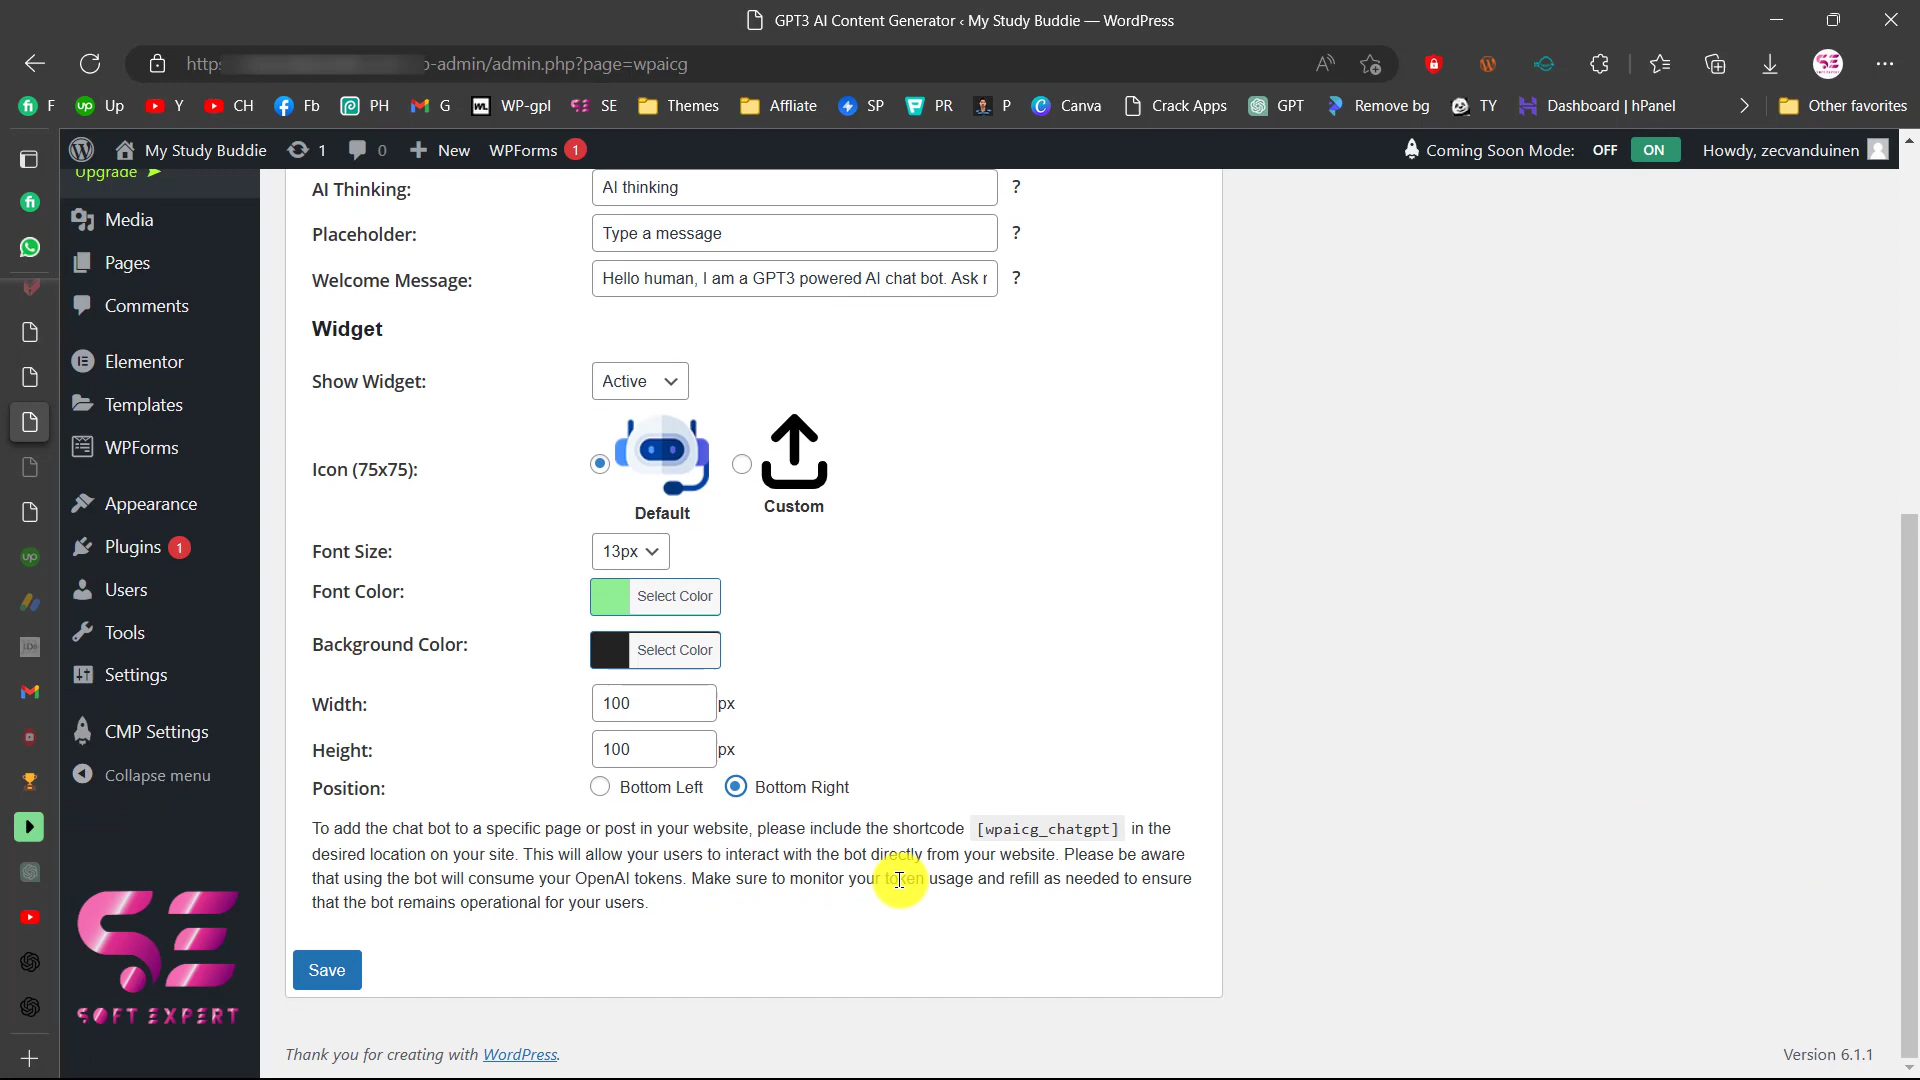 GPT3 AI Content Generator ‹ My Study Buddie — WordPress
http
-admin/admin.php?page=wpaicg
F Up Y CH Fb PH G WP-gpl SE Themes Affliate SP PR P Canva Crack Apps GPT Remove bg TY Dashboard | hPanel Other favorites
My Study Buddie 1 0 New WPForms 1 Coming Soon Mode: OFF ON Howdy, zecvanduinen
Upgrade
Media
Pages
Comments
Elementor
Templates
WPForms
Appearance
Plugins 1
Users
Tools
Settings
CMP Settings
Collapse menu
SE
SOFT EXPERT
AI Thinking: AI thinking ?
Placeholder: Type a message ?
Welcome Message: Hello human, I am a GPT3 powered AI chat bot. Ask r ?
Widget
Show Widget: Active
Icon (75x75):
Default Custom
Font Size: 13px
Font Color: Select Color
Background Color: Select Color
Width: 100 px
Height: 100 px
Position: Bottom Left Bottom Right
To add the chat bot to a specific page or post in your website, please include the shortcode [wpaicg_chatgpt] in the
desired location on your site. This will allow your users to interact with the bot directly from your website. Please be aware
that using the bot will consume your OpenAI tokens. Make sure to monitor your token usage and refill as needed to ensure
that the bot remains operational for your users.
Save
Thank you for creating with WordPress.
Version 6.1.1